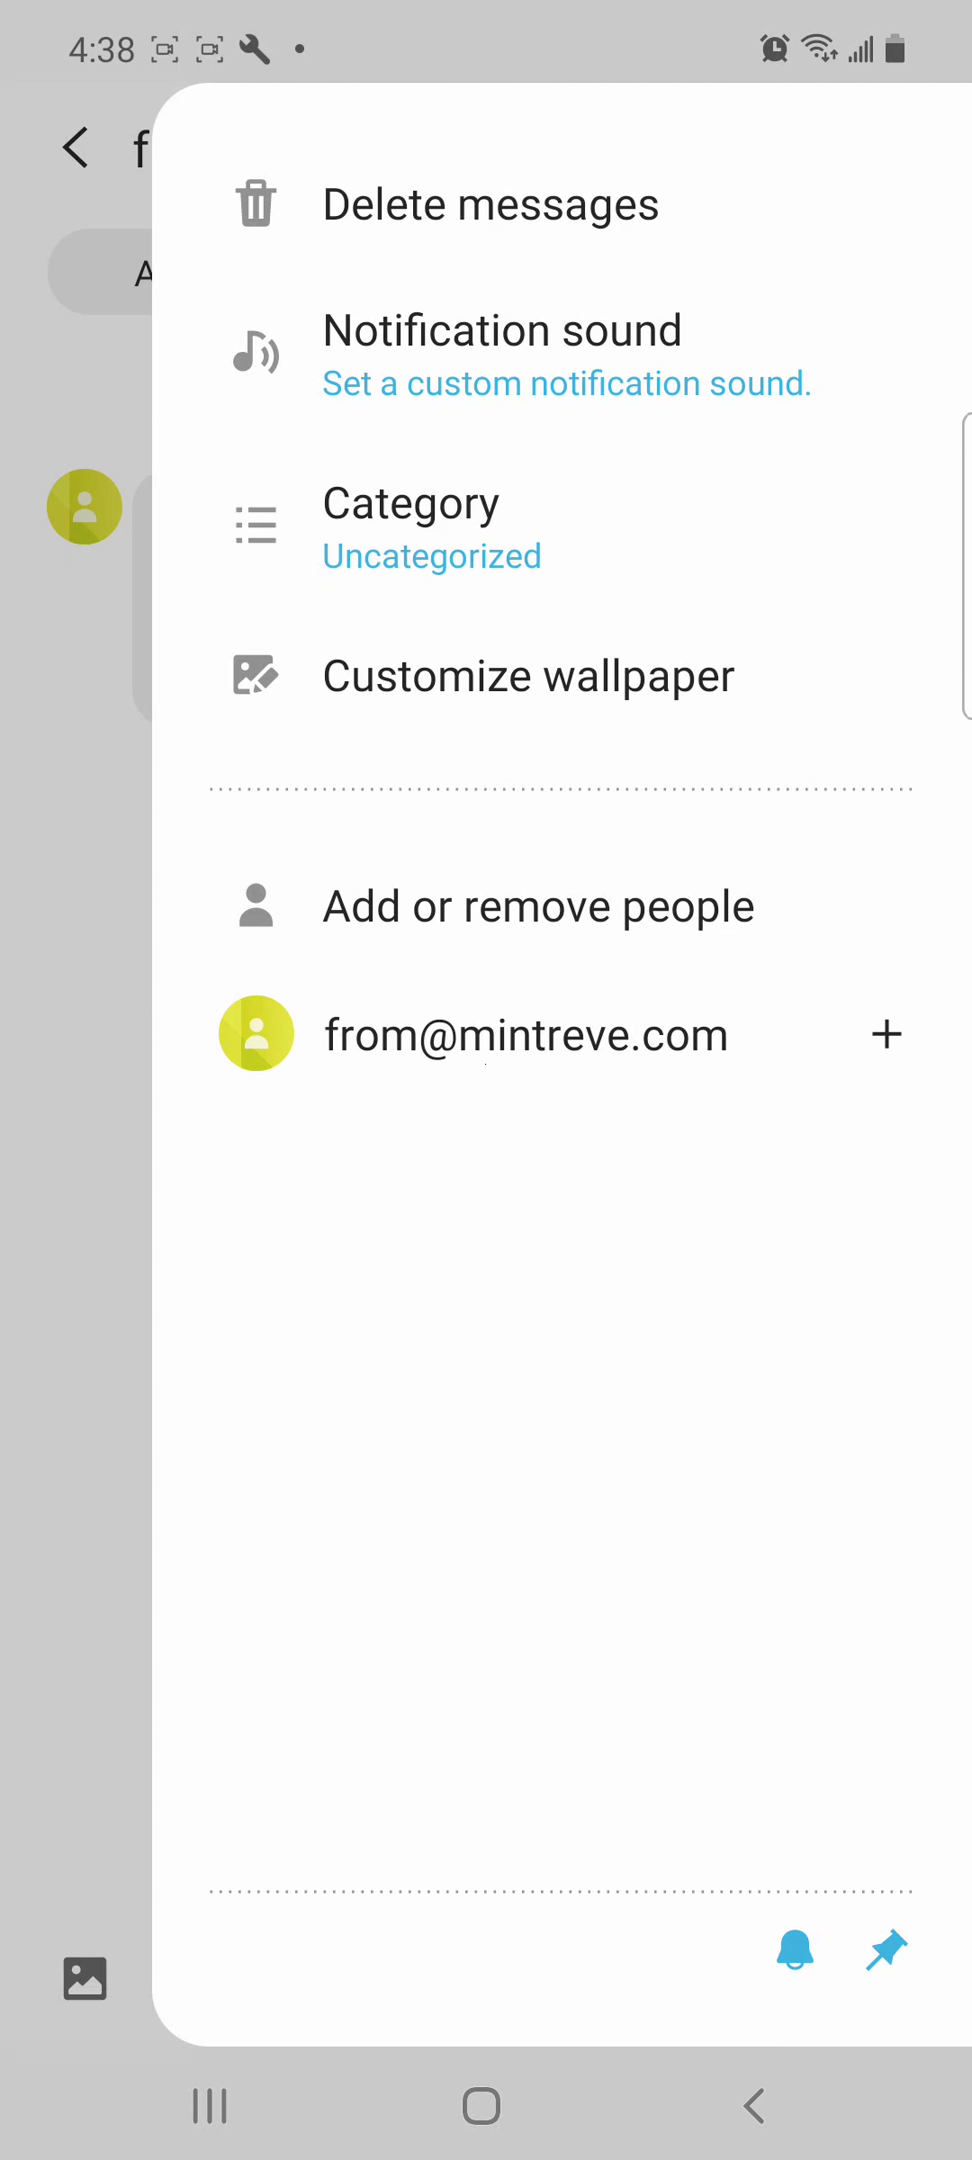 4:38
f
Delete messages
A
Notification sound
Set a custom notification sound.
Category
Uncategorized
Customize wallpaper
Add or remove people
from@mintreve.com